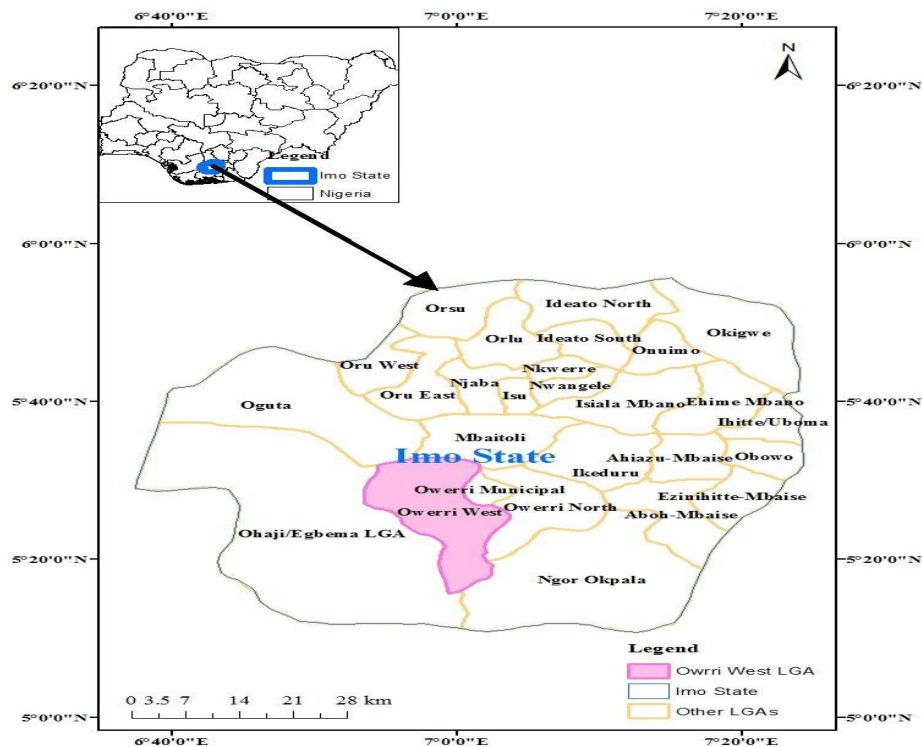 6°40'0"E 7°0'0"E 7°20'0"E
N
6°20'0"N 6°20'0"N
Legend
Imo State
Nigeria
6°0'0"N 6°0'0"N
Ideato North
Orsu
Okigwe
Orlu Ideato South
Onuimo
Oru West Nkwerre
Njaba Nwangele
Oru East Isu
5°40'0"N 5°40'0"N
Oguta Isiala Mbano Ehime Mbano
Ihitte/Uboma
Mbaitoli
Imo State Ahiazu-Mbaise Obowo
Ikeduru
Owerri Municipal Ezinihitte-Mbaise
Owerri West Owerri North Aboh-Mbaise
Ohaji/Egbema LGA
5°20'0"N 5°20'0"N
Ngor Okpala
Legend
Owrri West LGA
Imo State
Other LGAs
0 3.5 7 14 21 28 km
5°0'0"N 5°0'0"N
6°40'0"E 7°0'0"E 7°20'0"E